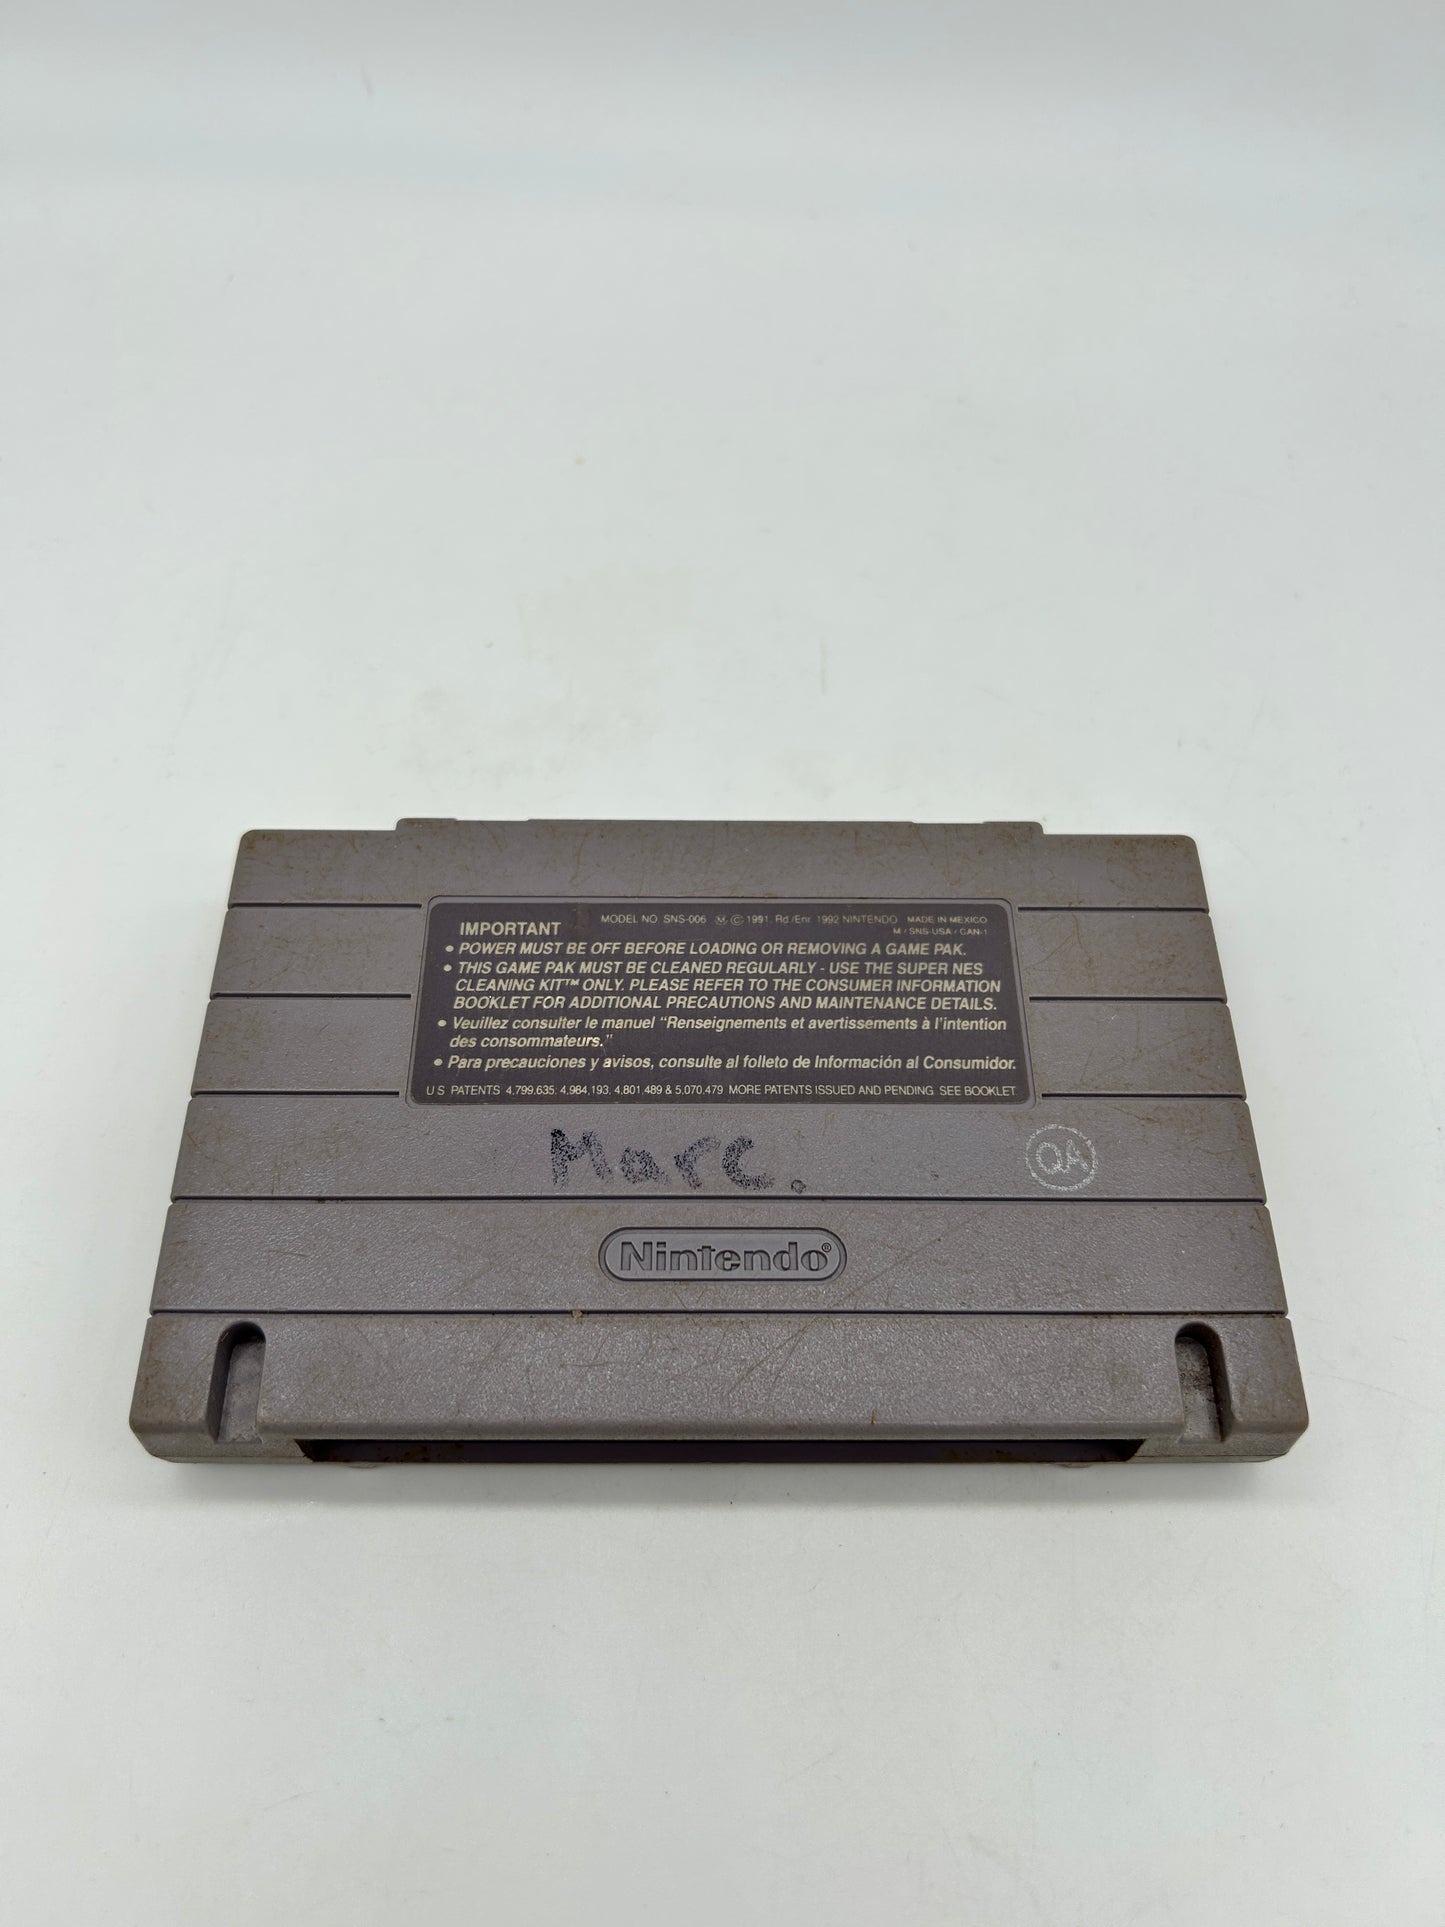 IMPORTANT MODEL NO. SNS-006 Ⓜ © 1991, Rd./Enr. 1992 NINTENDO MADE IN MEXICO
M / SNS-USA / CAN-1
• POWER MUST BE OFF BEFORE LOADING OR REMOVING A GAME PAK.
• THIS GAME PAK MUST BE CLEANED REGULARLY - USE THE SUPER NES
CLEANING KIT™ ONLY. PLEASE REFER TO THE CONSUMER INFORMATION
BOOKLET FOR ADDITIONAL PRECAUTIONS AND MAINTENANCE DETAILS.
• Veuillez consulter le manuel "Renseignements et avertissements à l'intention
des consommateurs."
• Para precauciones y avisos, consulte al folleto de Información al Consumidor.
U.S. PATENTS 4,799,635; 4,984,193, 4,801,489 & 5,070,479 MORE PATENTS ISSUED AND PENDING SEE BOOKLET
Marc.
QA
Nintendo®